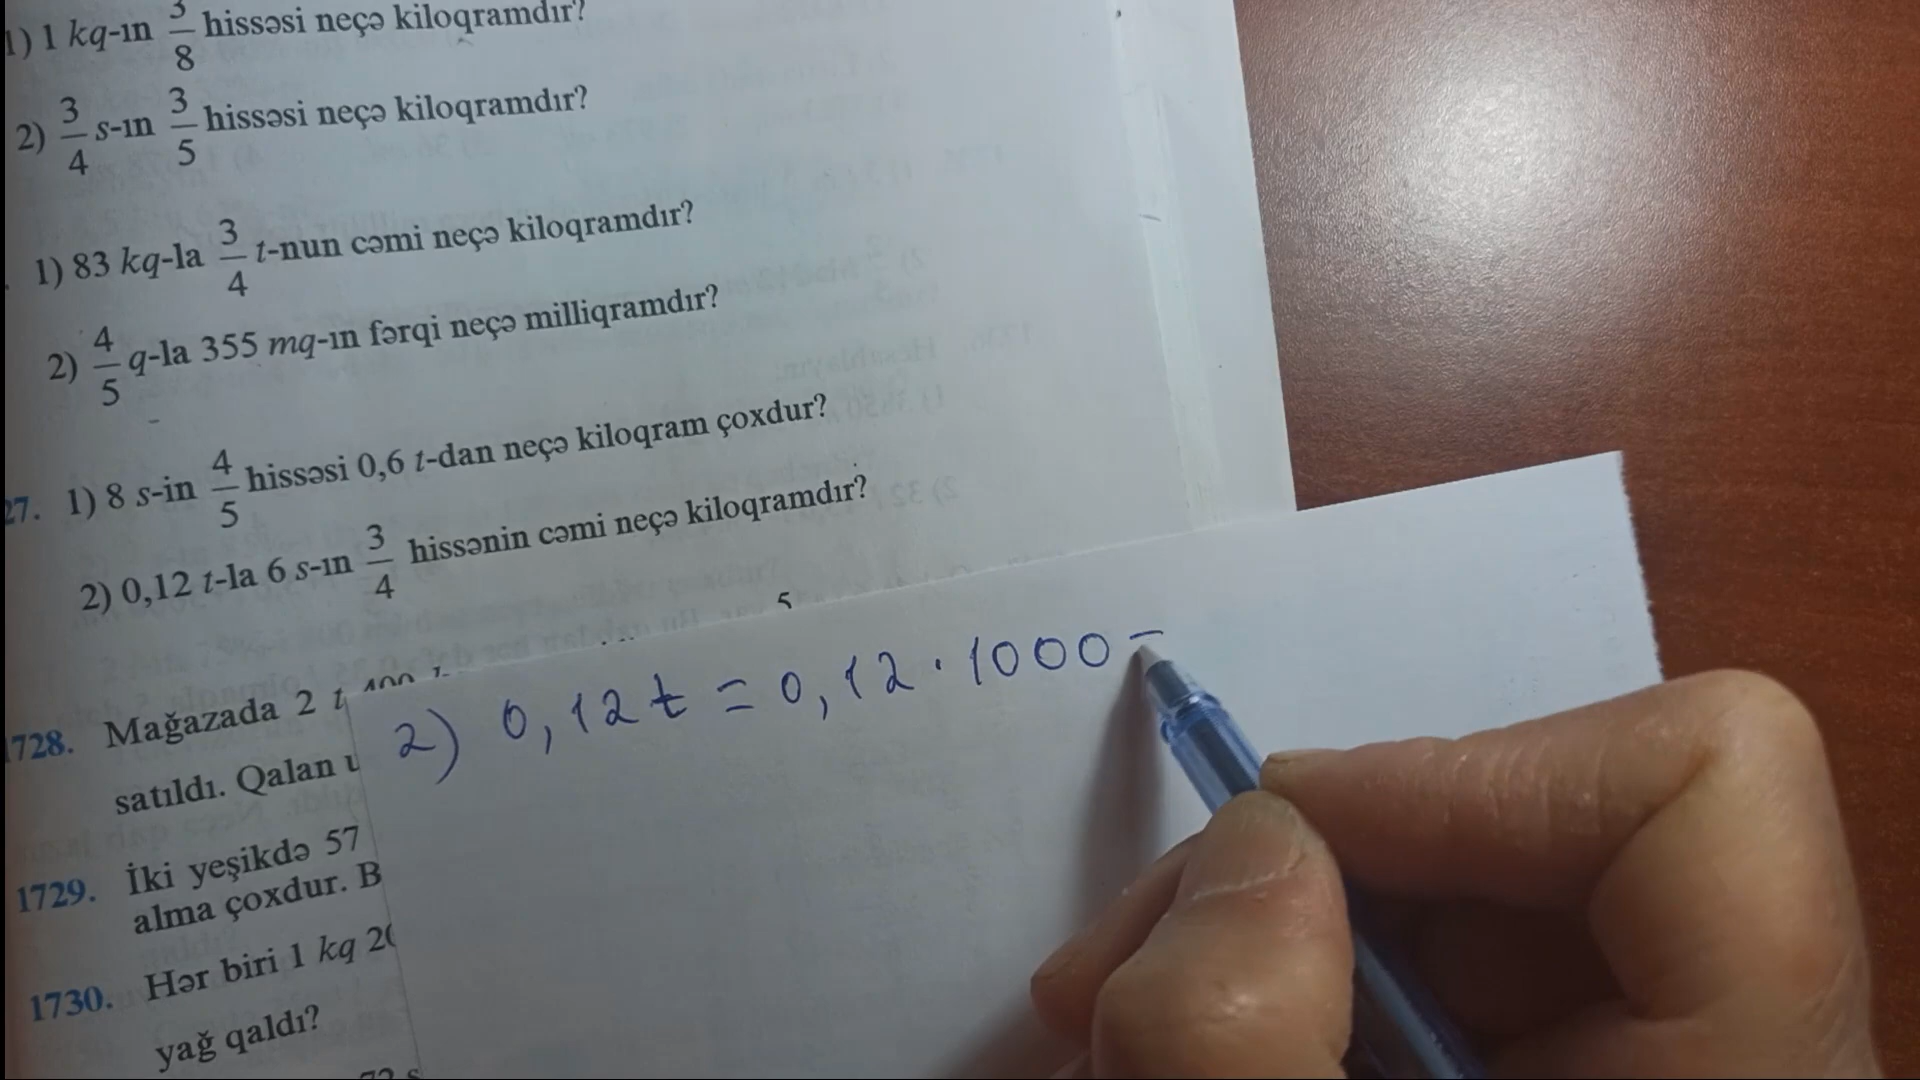 1) 1 kq-ın 3/8 hissəsi neçə kiloqramdır?
2) 3/4 s-ın 3/5 hissəsi neçə kiloqramdır?
1) 83 kq-la 3/4 t-nun cəmi neçə kiloqramdır?
2) 4/5 q-la 355 mq-ın fərqi neçə milliqramdır?
27. 1) 8 s-in 4/5 hissəsi 0,6 t-dan neçə kiloqram çoxdur?
2) 0,12 t-la 6 s-ın 3/4 hissənin cəmi neçə kiloqramdır?
1728. Mağazada 2 t 400
satıldı. Qalan
1729. İki yeşikdə 57
alma çoxdur. B
1730. Hər biri 1 kq
yağ qaldı?
2) 0,12 t = 0,12 · 1000